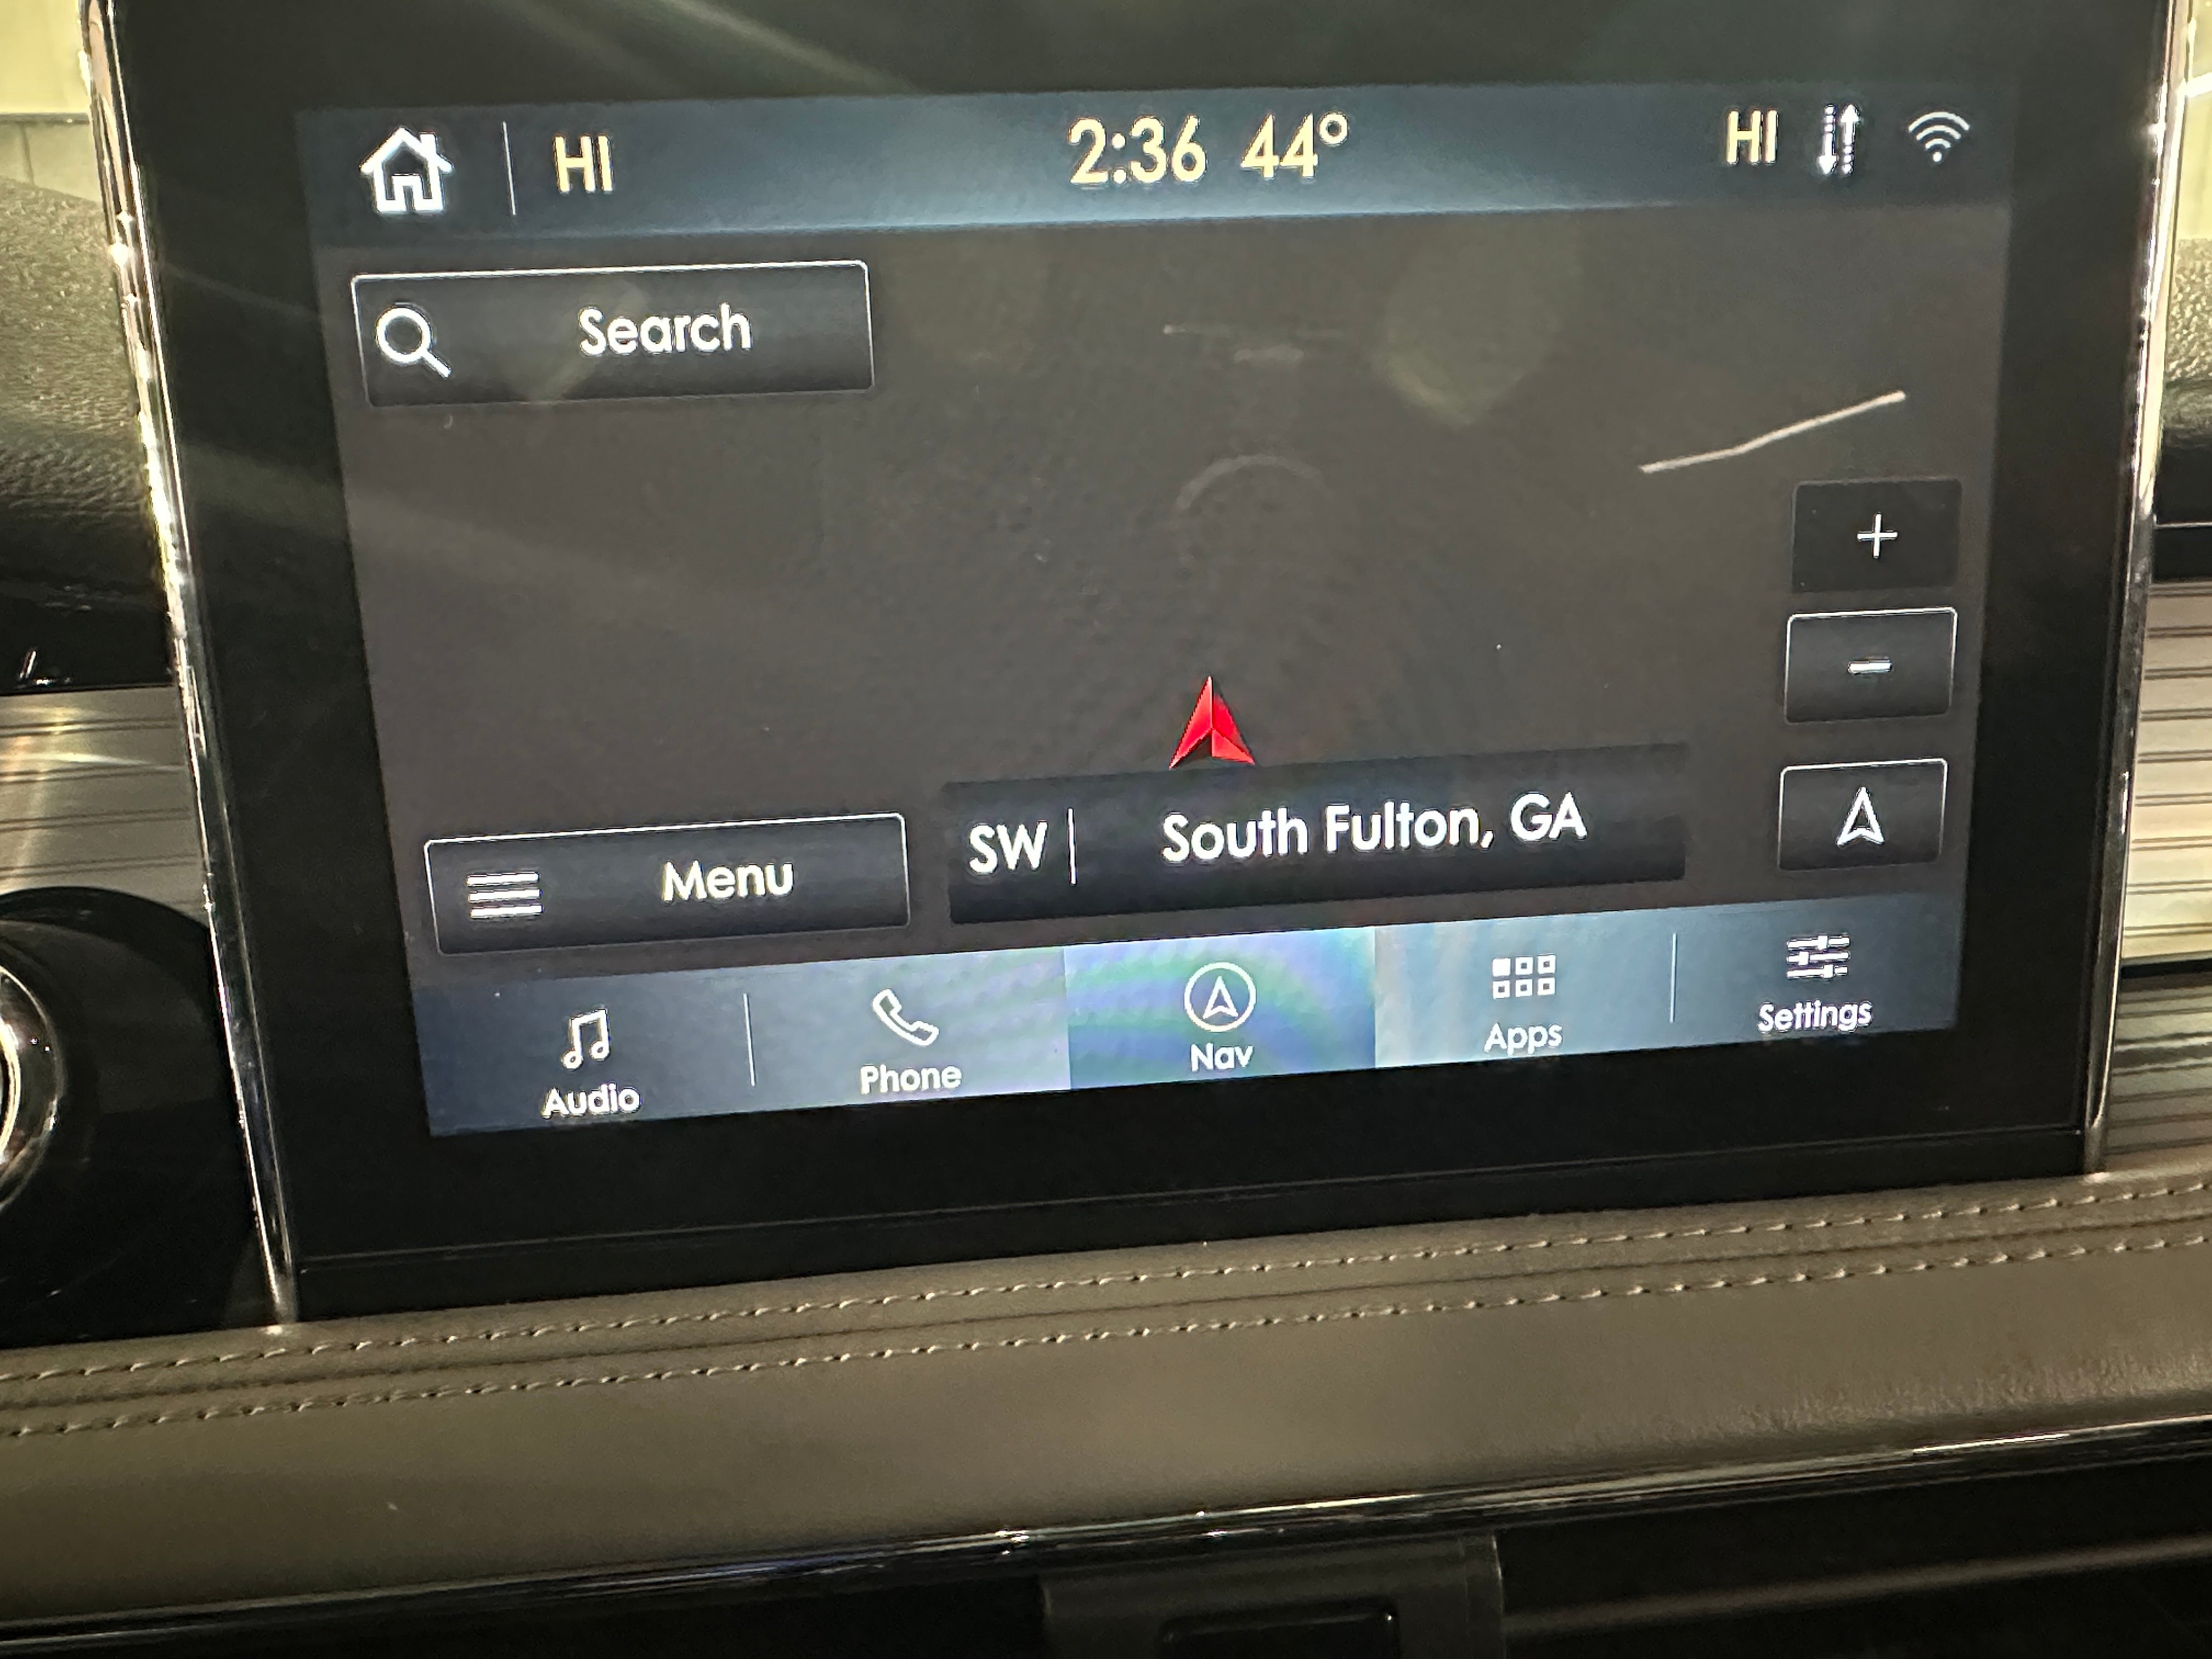 HI 2:36 44° HI
Search
+
-
SW South Fulton, GA
Menu
Audio Phone Nav Apps Settings